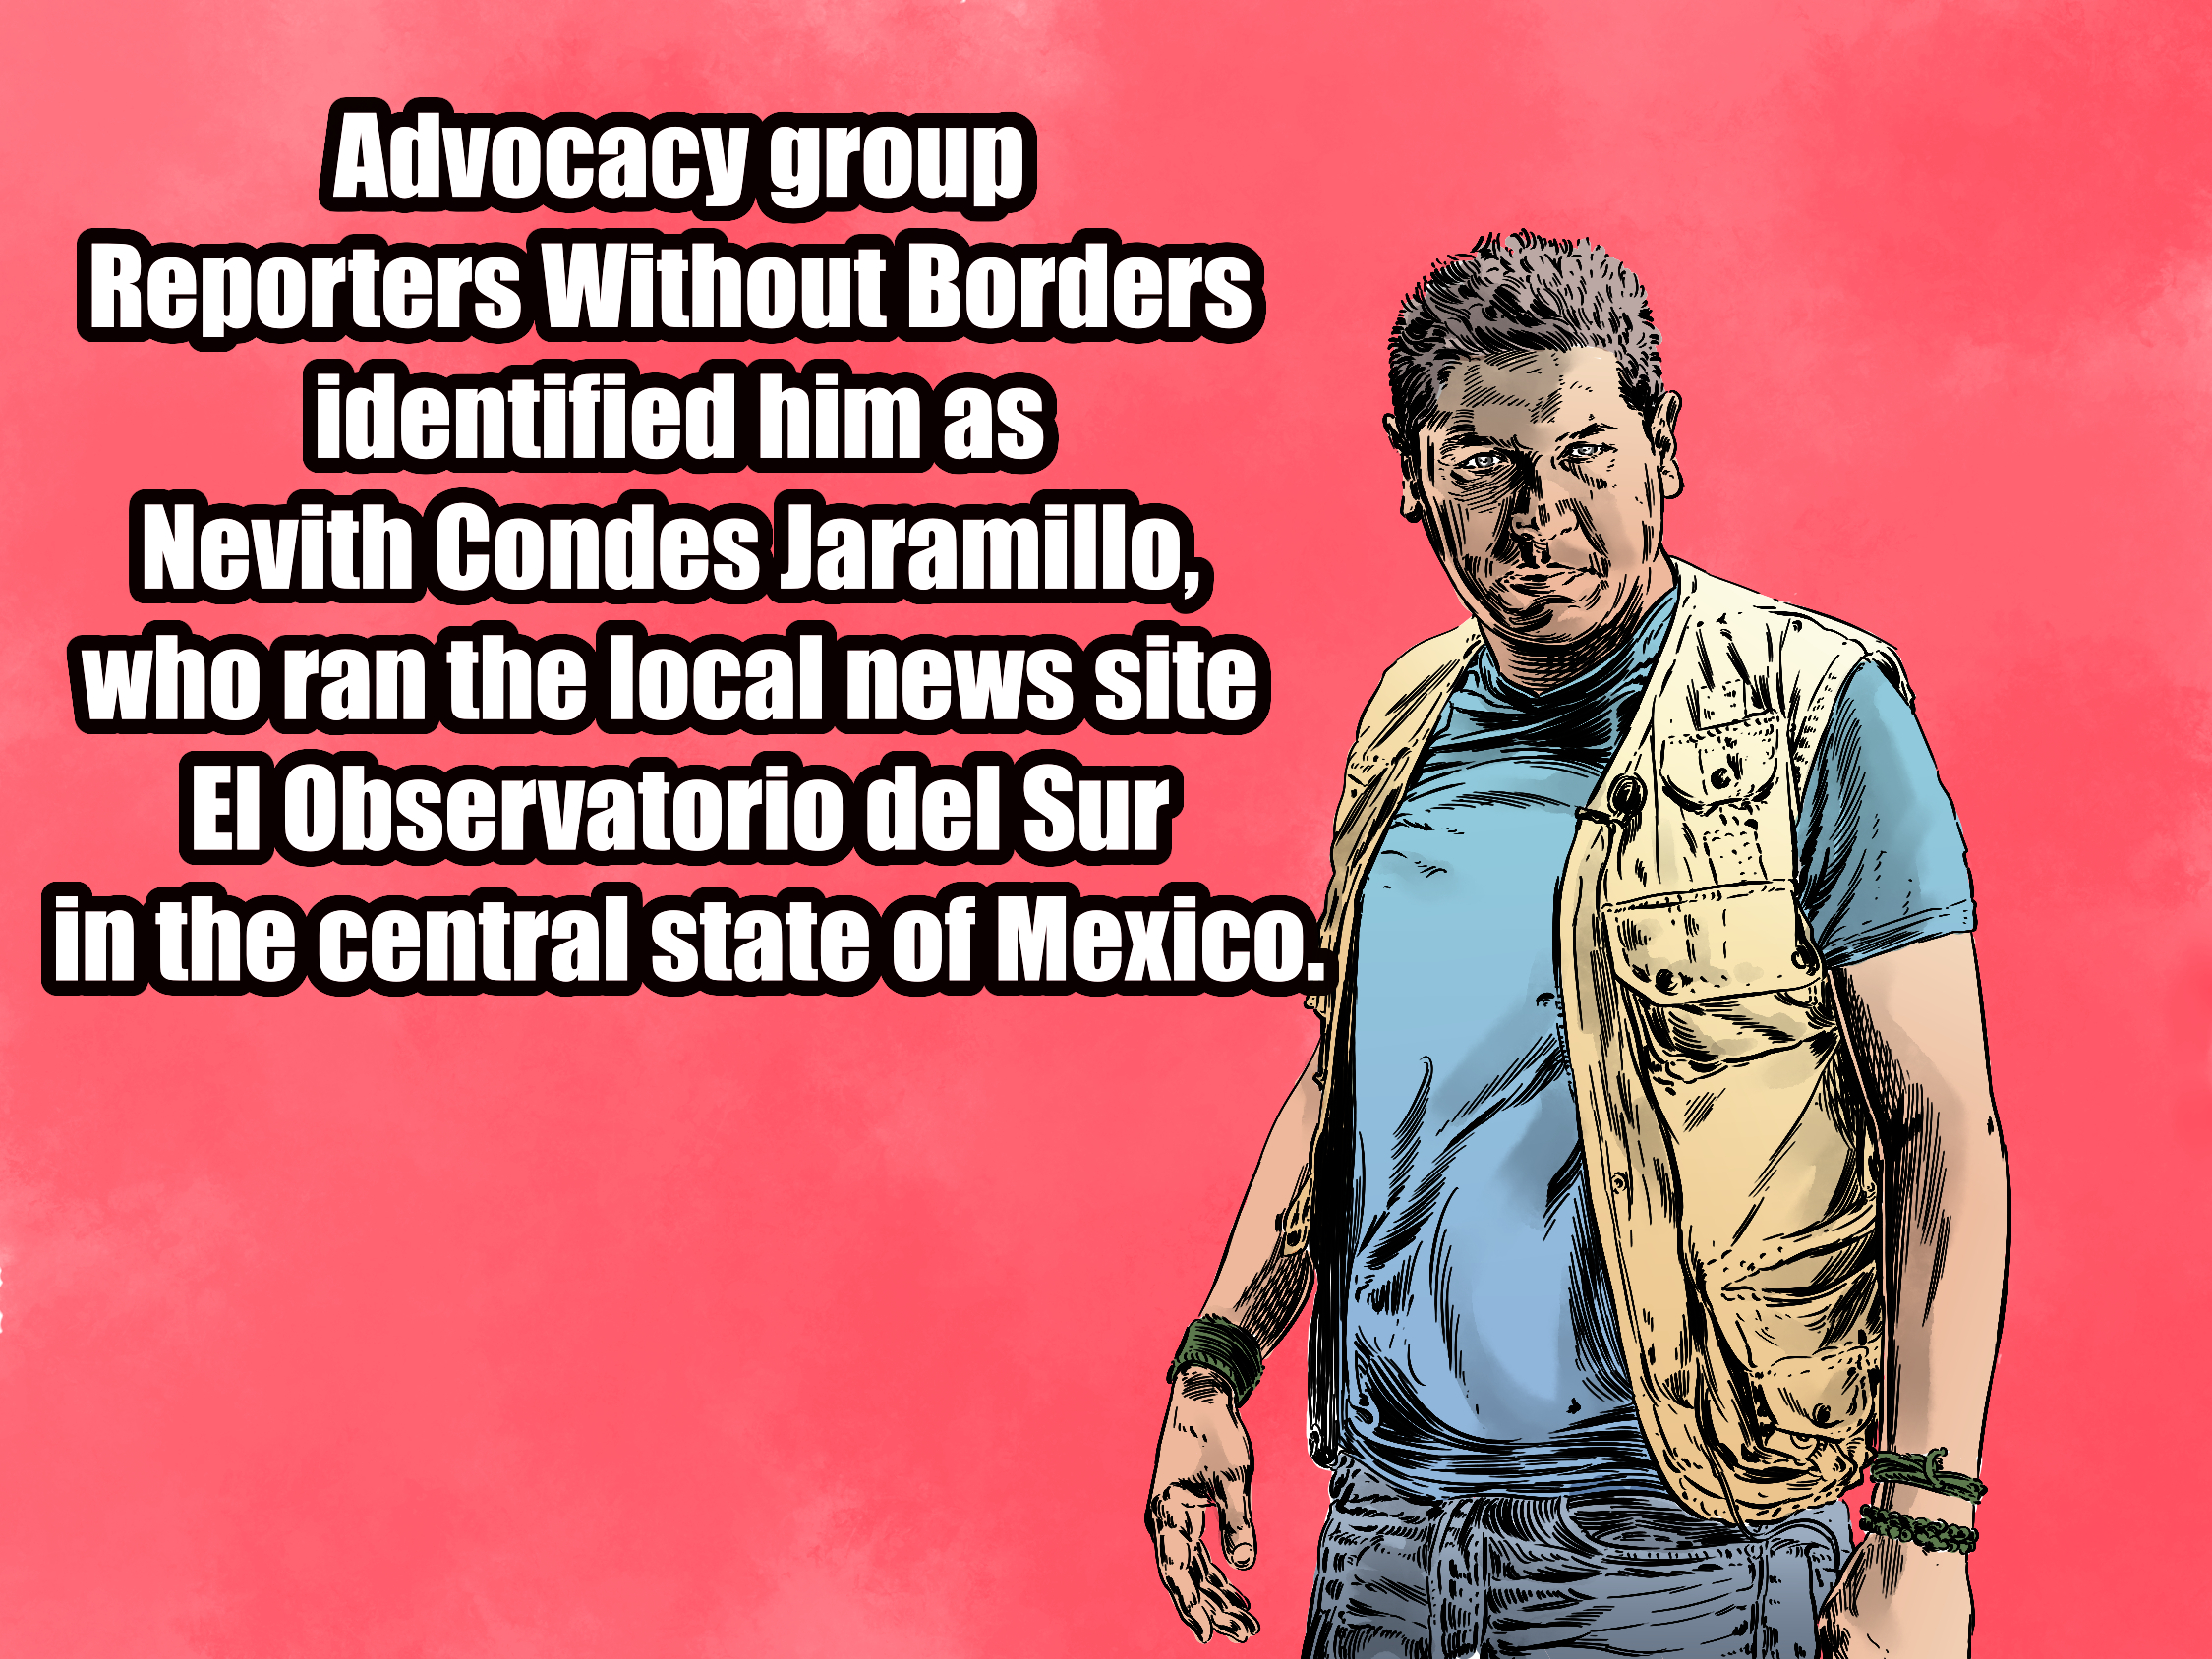 Advocacy group
Reporters Without Borders
identified him as
Nevith Condes Jaramillo,
who ran the local news site
El Observatorio del Sur
in the central state of Mexico.